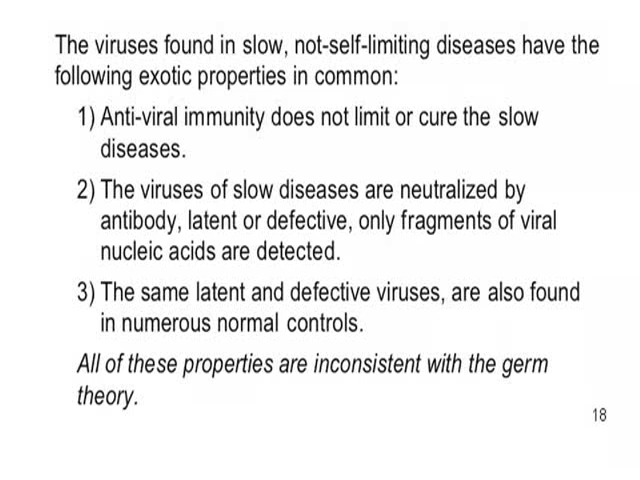 The viruses found in slow, not-self-limiting diseases have the
following exotic properties in common:
1) Anti-viral immunity does not limit or cure the slow
diseases.
2) The viruses of slow diseases are neutralized by
antibody, latent or defective, only fragments of viral
nucleic acids are detected.
3) The same latent and defective viruses, are also found
in numerous normal controls.
All of these properties are inconsistent with the germ
theory.
18